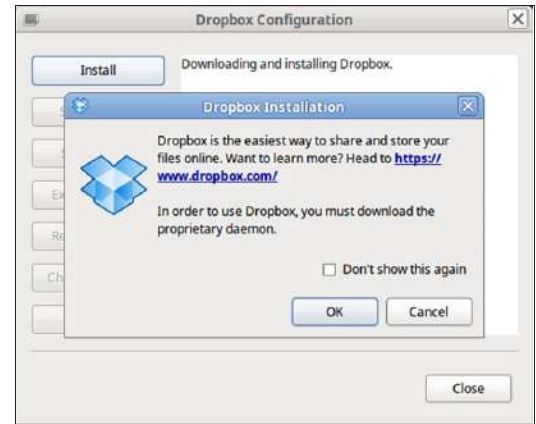 Dropbox Configuration
Install
Downloading and installing Dropbox.
Dropbox Installation
Dropbox is the easiest way to share and store your
files online. Want to learn more? Head to https://
www.dropbox.com/
In order to use Dropbox, you must download the
proprietary daemon.
Don't show this again
OK
Cancel
Close